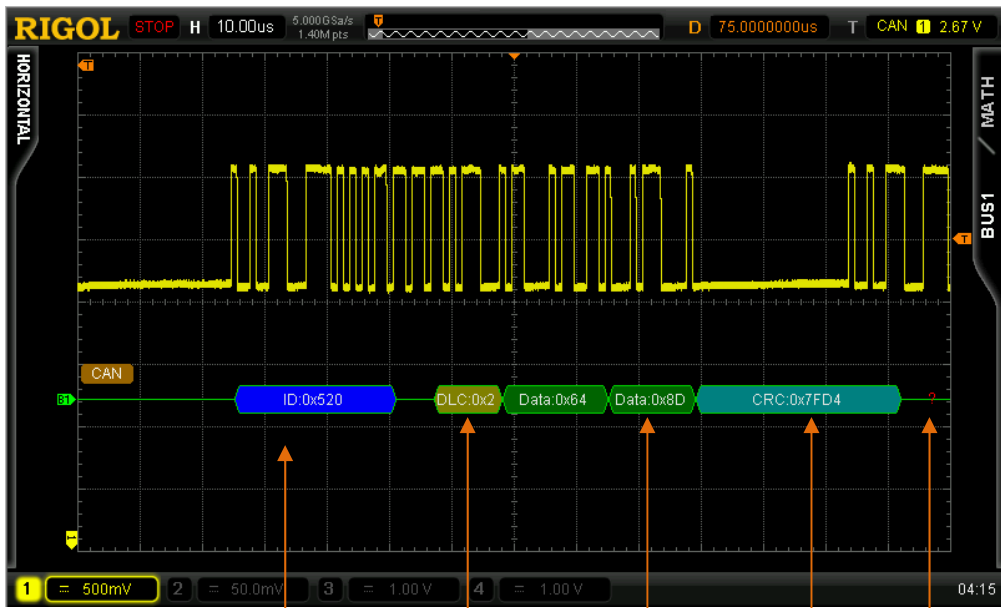 RIGOL STOP H 10.00us 5.000GSa/s 1.40M pts T D 75.0000000us T CAN 1 2.67 V
HORIZONTAL
T
MATH
BUS1
T
CAN
B1 ID:0x520 DLC:0x2 Data:0x64 Data:0x8D CRC:0x7FD4 ?
1
1 = 500mV 2 = 50.0mV 3 = 1.00 V 4 = 1.00 V 04:15